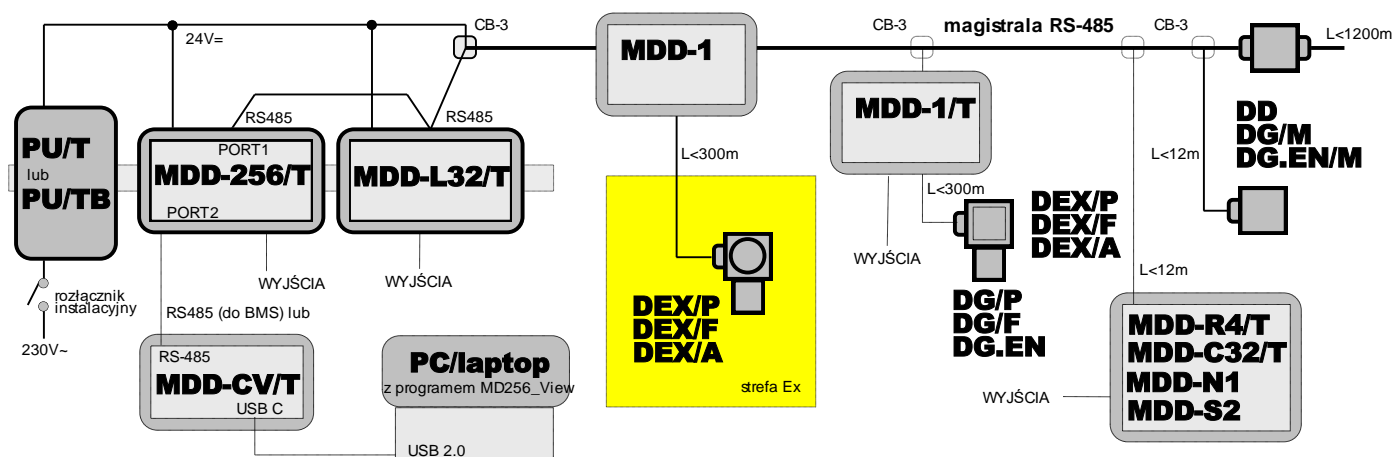 CB-3
24V=
MDD-1
CB-3
magistrala RS-485
CB-3
L<1200m
PU/T
lub
PU/TB
RS485
PORT1
MDD-256/T
PORT2
RS485
MDD-L32/T
MDD-1/T
DD
DG/M
DG.EN/M
L<300m
L<12m
L<300m
DEX/P
DEX/F
DEX/A
WYJŚCIA
WYJŚCIA
WYJŚCIA
L<12m
rozłącznik
instalacyjny
230V~
RS485 (do BMS) lub
DEX/P
DEX/F
DEX/A
strefa Ex
DG/P
DG/F
DG.EN
MDD-R4/T
MDD-C32/T
MDD-N1
MDD-S2
WYJŚCIA
RS-485
MDD-CV/T
USB C
PC/laptop
z programem MD256_View
USB 2.0